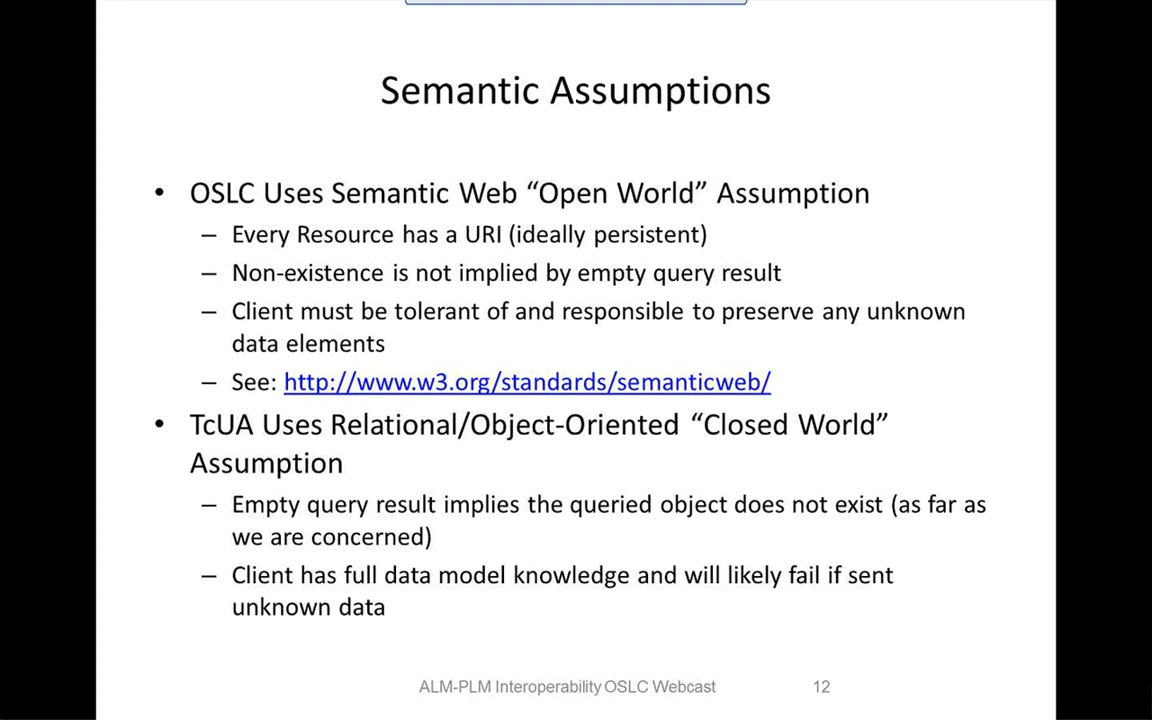 Semantic Assumptions
• OSLC Uses Semantic Web “Open World” Assumption
– Every Resource has a URI (ideally persistent)
– Non-existence is not implied by empty query result
– Client must be tolerant of and responsible to preserve any unknown
data elements
– See: http://www.w3.org/standards/semanticweb/
• TcUA Uses Relational/Object-Oriented “Closed World”
Assumption
– Empty query result implies the queried object does not exist (as far as
we are concerned)
– Client has full data model knowledge and will likely fail if sent
unknown data
ALM-PLM Interoperability OSLC Webcast 12